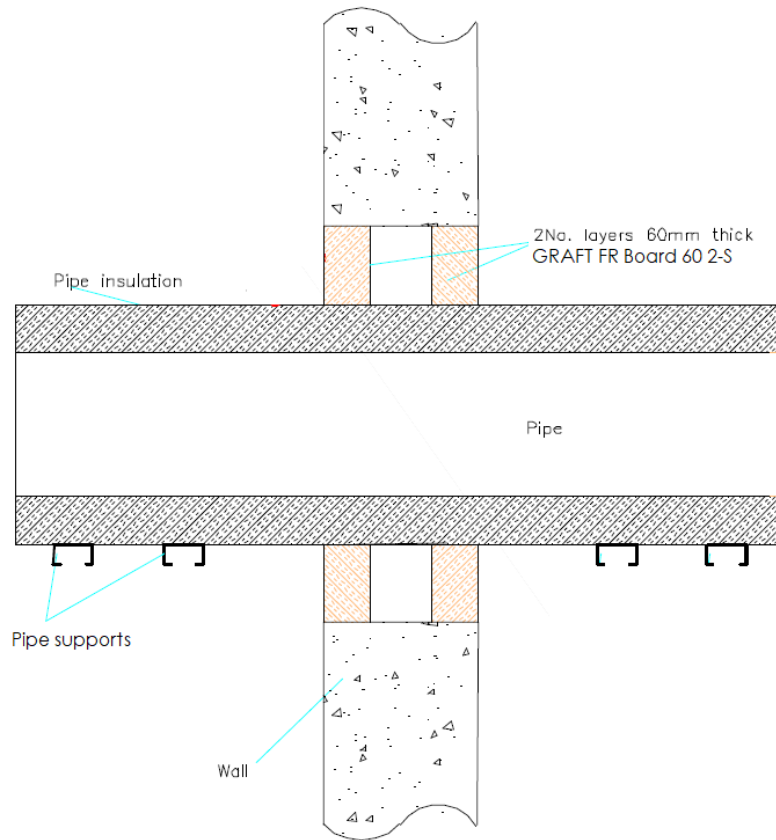 2No. layers 60mm thick
GRAFT FR Board 60 2-S
Pipe insulation
Pipe
Pipe supports
Wall